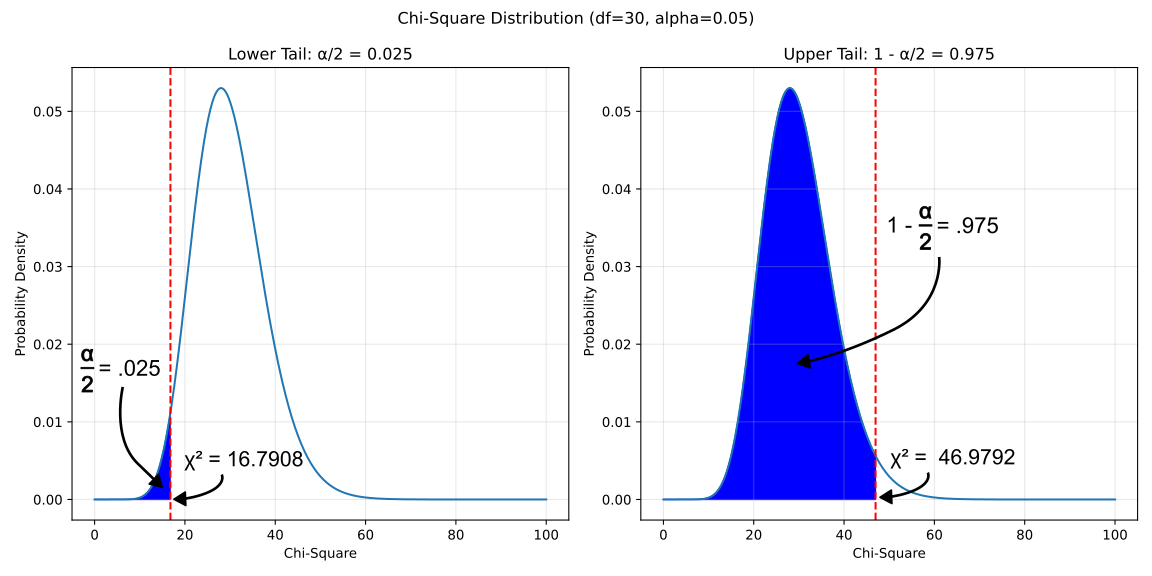 Chi-Square Distribution (df=30, alpha=0.05)
Lower Tail: α/2 = 0.025
Probability Density
0.05
0.04
0.03
0.02
0.01
0.00
α
2
= .025
χ² = 16.7908
0
20
40
60
80
100
Chi-Square
Upper Tail: 1 - α/2 = 0.975
Probability Density
0.05
0.04
0.03
0.02
0.01
0.00
1 - α
2
= .975
χ² = 46.9792
0
20
40
60
80
100
Chi-Square